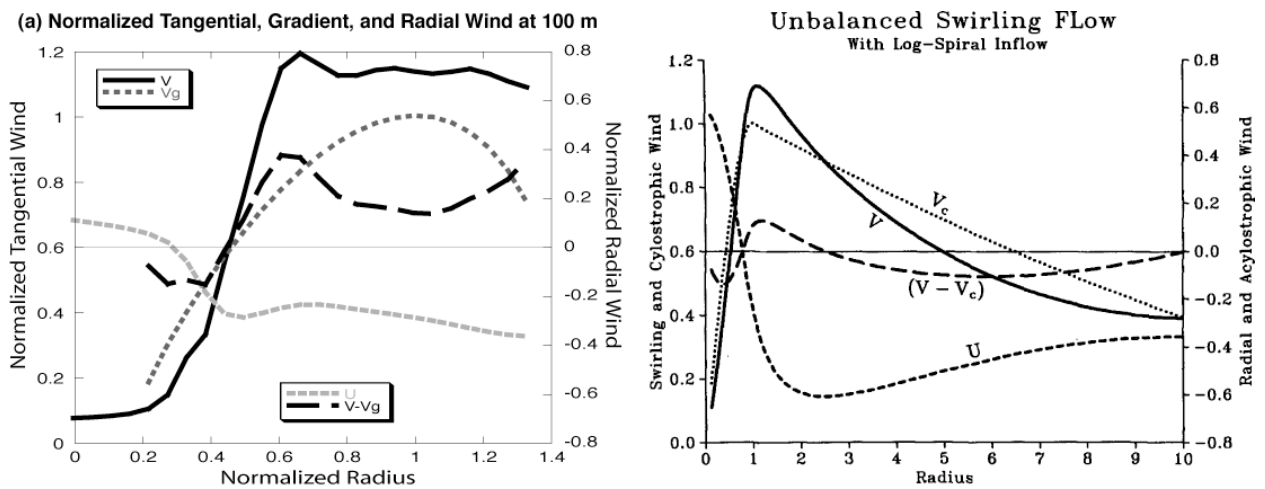 (a) Normalized Tangential, Gradient, and Radial Wind at 100 m
1.2
1
0.8
0.6
0.4
0.2
0
Normalized Tangential Wind
V
Vg
U
V-Vg
0.8
0.6
0.4
0.2
0
-0.2
-0.4
-0.6
-0.8
Normalized Radial Wind
0 0.2 0.4 0.6 0.8 1 1.2 1.4
Normalized Radius
Unbalanced Swirling FLow
With Log-Spiral Inflow
1.2
1.0
0.8
0.6
0.4
0.2
0.0
Swirling and Cylostrophic Wind
V
Vc
(V - Vc)
U
0.8
0.6
0.4
0.2
0.0
-0.2
-0.4
-0.6
-0.8
Radial and Acylostrophic Wind
0 1 2 3 4 5 6 7 8 9 10
Radius